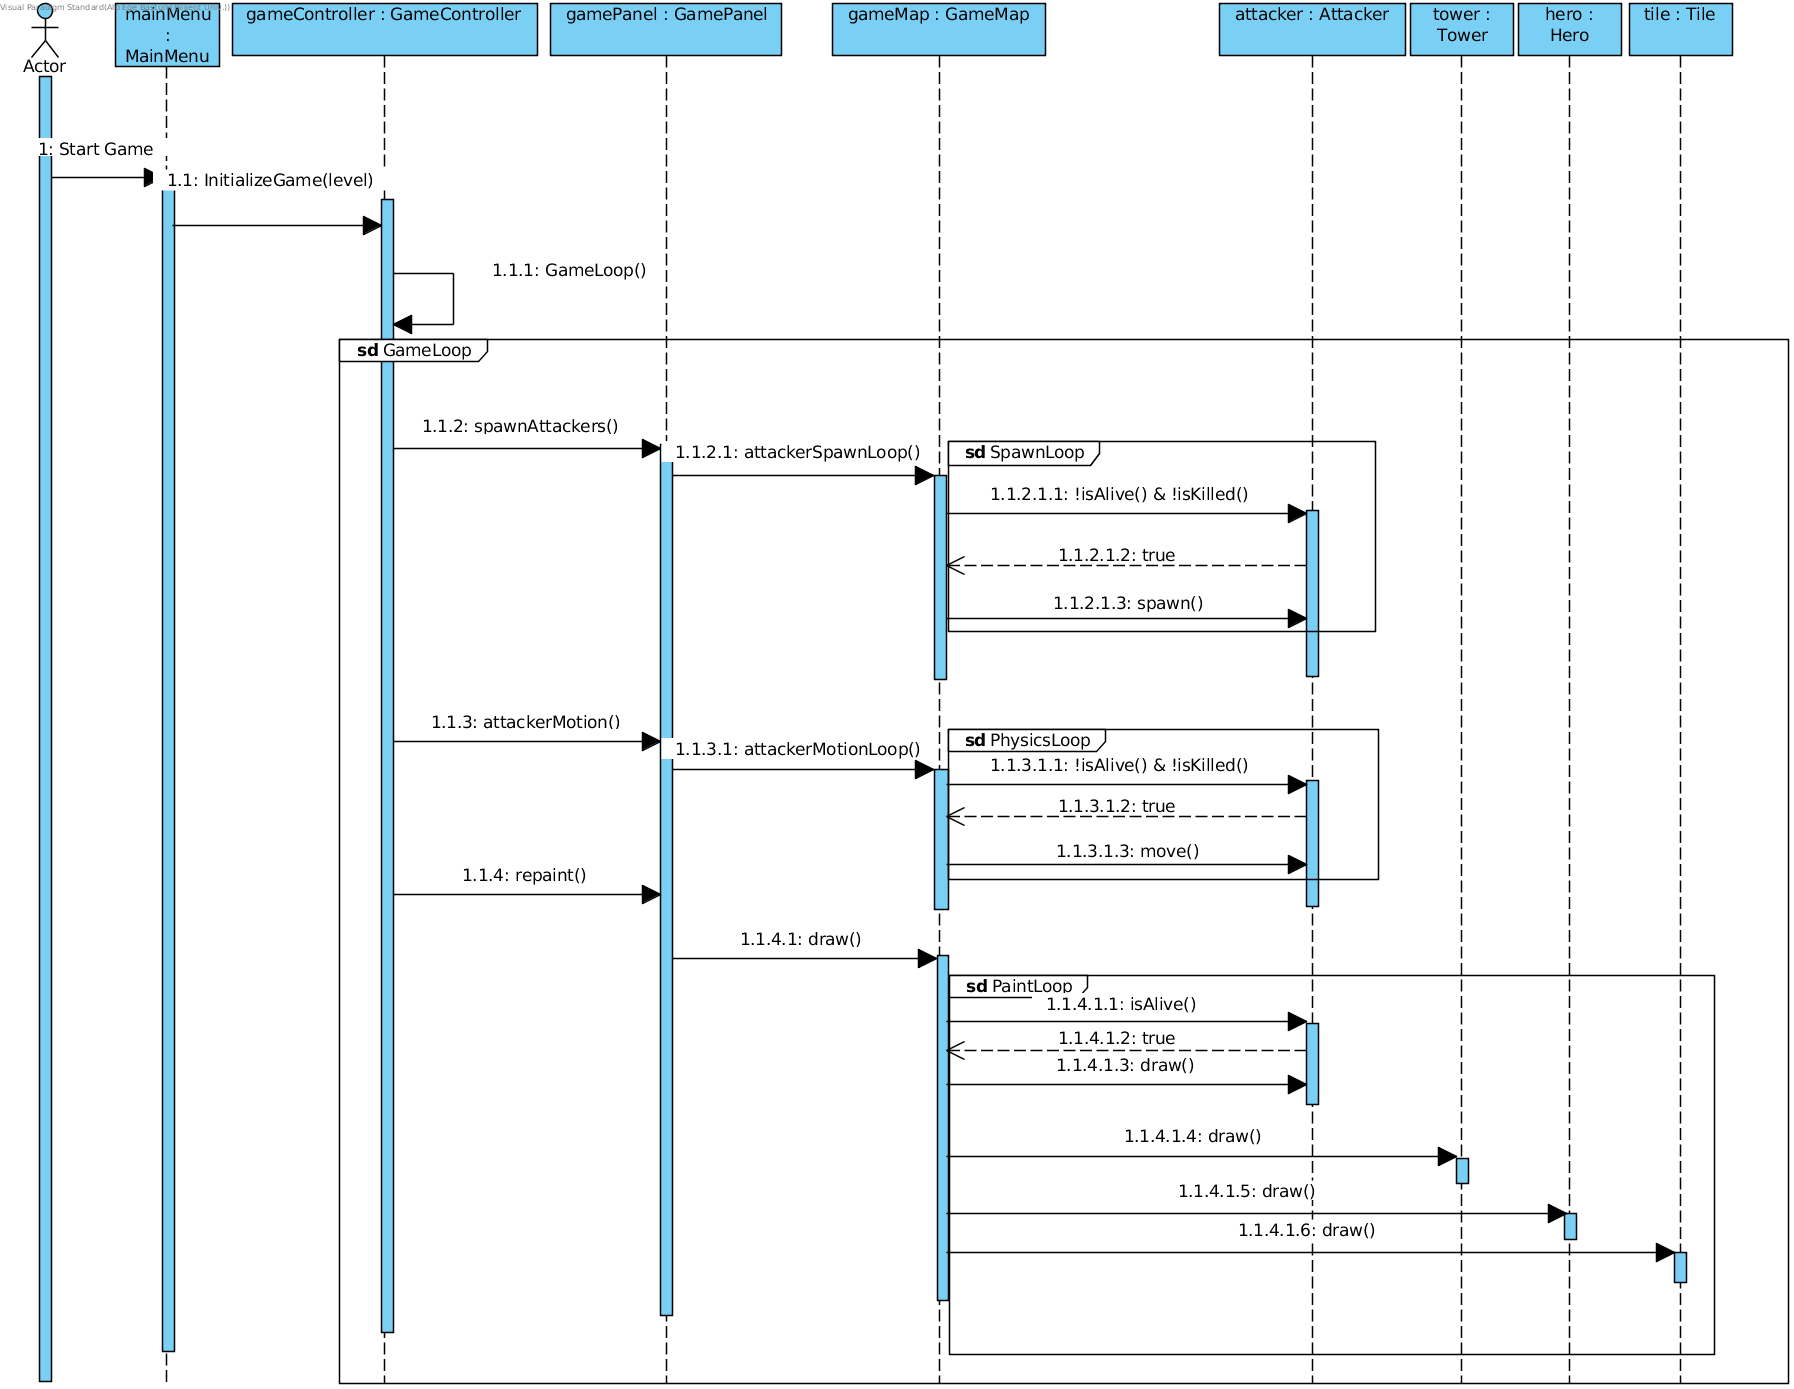 Visual Paradigm Standard(
mainMenu
:
MainMenu
gameController : GameController
gamePanel : GamePanel
gameMap : GameMap
attacker : Attacker
tower :
Tower
hero :
Hero
tile : Tile
Actor
1: Start Game
1.1: InitializeGame(level)
1.1.1: GameLoop()
sd GameLoop
1.1.2: spawnAttackers()
1.1.2.1: attackerSpawnLoop()
sd SpawnLoop
1.1.2.1.1: !isAlive() & !isKilled()
1.1.2.1.2: true
1.1.2.1.3: spawn()
1.1.3: attackerMotion()
1.1.3.1: attackerMotionLoop()
sd PhysicsLoop
1.1.3.1.1: !isAlive() & !isKilled()
1.1.3.1.2: true
1.1.3.1.3: move()
1.1.4: repaint()
1.1.4.1: draw()
sd PaintLoop
1.1.4.1.1: isAlive()
1.1.4.1.2: true
1.1.4.1.3: draw()
1.1.4.1.4: draw()
1.1.4.1.5: draw()
1.1.4.1.6: draw()